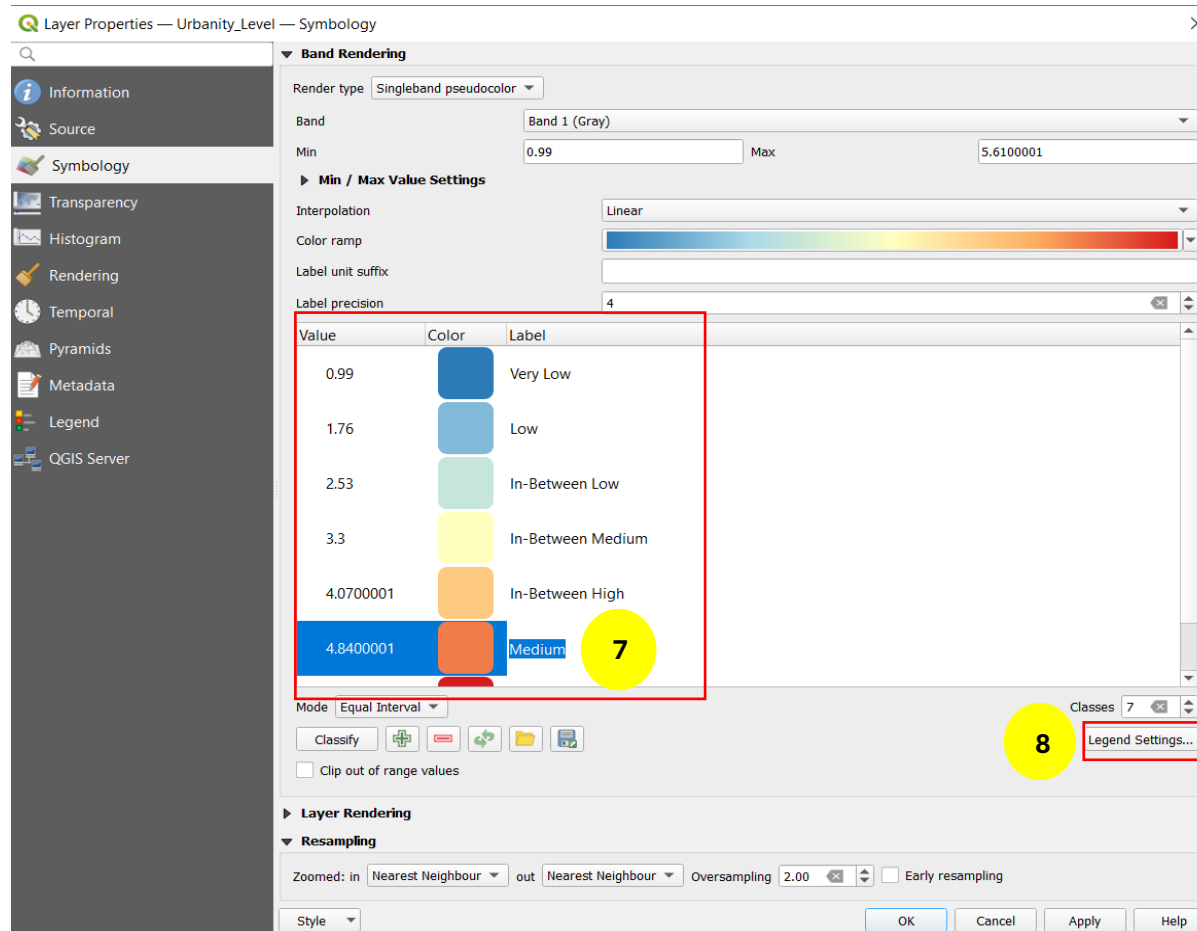 Layer Properties — Urbanity_Level — Symbology
Information
Source
Symbology
Transparency
Histogram
Rendering
Temporal
Pyramids
Metadata
Legend
QGIS Server
Band Rendering
Render type Singleband pseudocolor
Band Band 1 (Gray)
Min 0.99 Max 5.6100001
Min / Max Value Settings
Interpolation Linear
Color ramp
Label unit suffix
Label precision 4
Value Color Label
0.99 Very Low
1.76 Low
2.53 In-Between Low
3.3 In-Between Medium
4.0700001 In-Between High
4.8400001 Medium 7
Mode Equal Interval Classes 7
Classify 8 Legend Settings...
Clip out of range values
Layer Rendering
Resampling
Zoomed: in Nearest Neighbour out Nearest Neighbour Oversampling 2.00 Early resampling
Style OK Cancel Apply Help